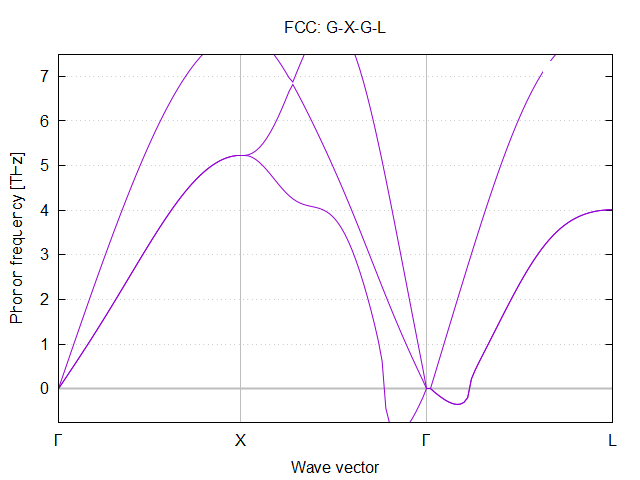 FCC: G-X-G-L
Phonon frequency [THz]
7
6
5
4
3
2
1
0
Γ X Γ L
Wave vector